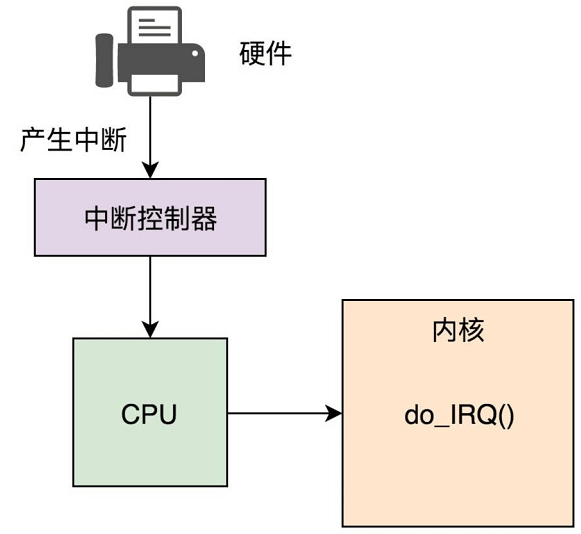 硬件
产生中断
中断控制器
内核
CPU
do_IRQ()